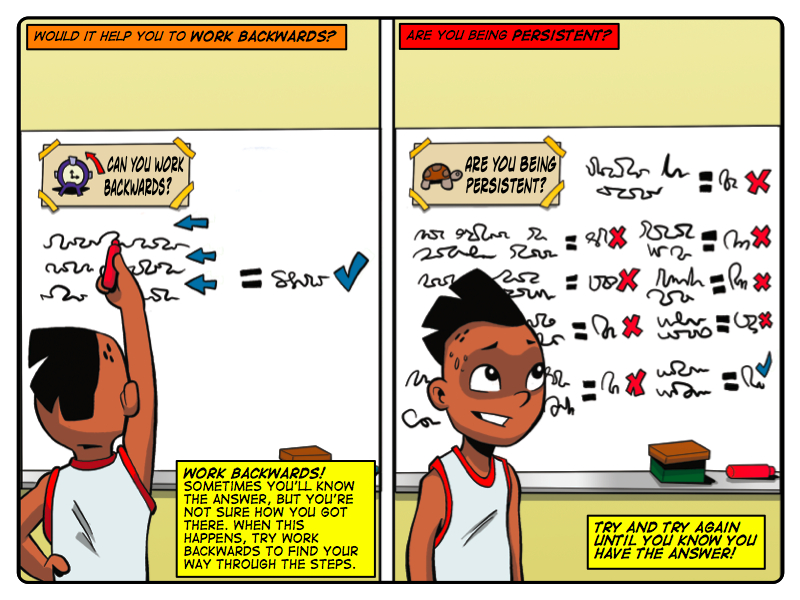 WOULD IT HELP YOU TO WORK BACKWARDS?
CAN YOU WORK
BACKWARDS?
WORK BACKWARDS!
SOMETIMES YOU'LL KNOW
THE ANSWER, BUT YOU'RE
NOT SURE HOW YOU GOT
THERE. WHEN THIS
HAPPENS, TRY WORK
BACKWARDS TO FIND YOUR
WAY THROUGH THE STEPS.
ARE YOU BEING PERSISTENT?
ARE YOU BEING
PERSISTENT?
TRY AND TRY AGAIN
UNTIL YOU KNOW YOU
HAVE THE ANSWER!